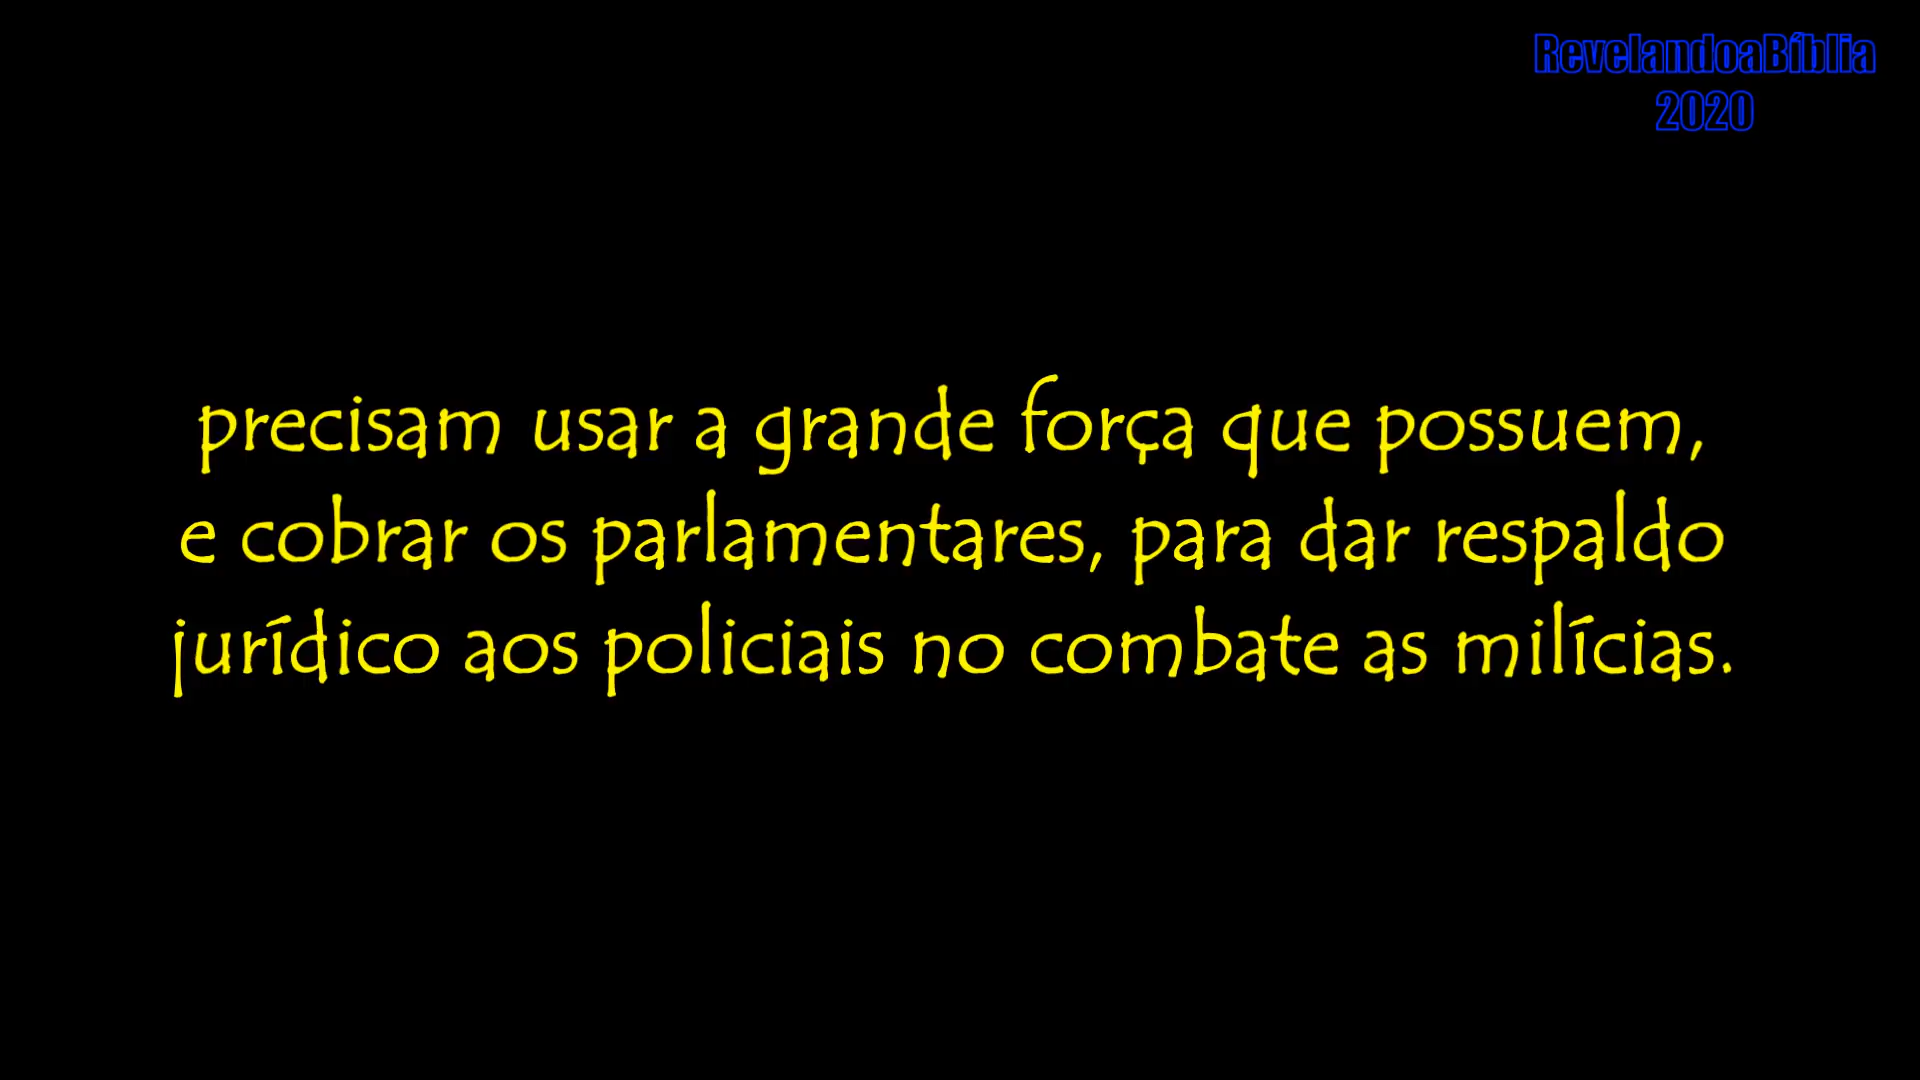 RevelandoaBíblia
2020
precisam usar a grande força que possuem,
e cobrar os parlamentares, para dar respaldo
jurídico aos policiais no combate as milícias.